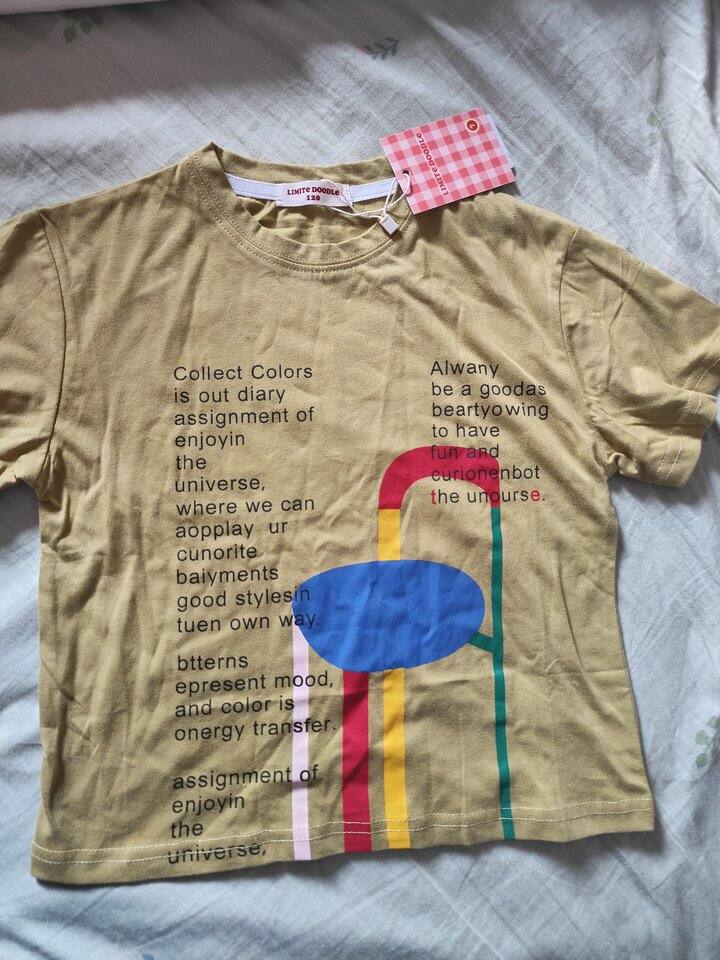 LIMITE DOODLE
120
LIMITE DOODLE
Collect Colors
is out diary
assignment of
enjoyin
the
universe,
where we can
aopplay ur
cunorite
baiyments
good stylesin
tuen own way.
btterns
epresent mood,
and color is
onergy transfer.
assignment of
enjoyin
the
universe,
Alwany
be a goodas
beartyowing
to have
fun and
curionenbot
the unourse.